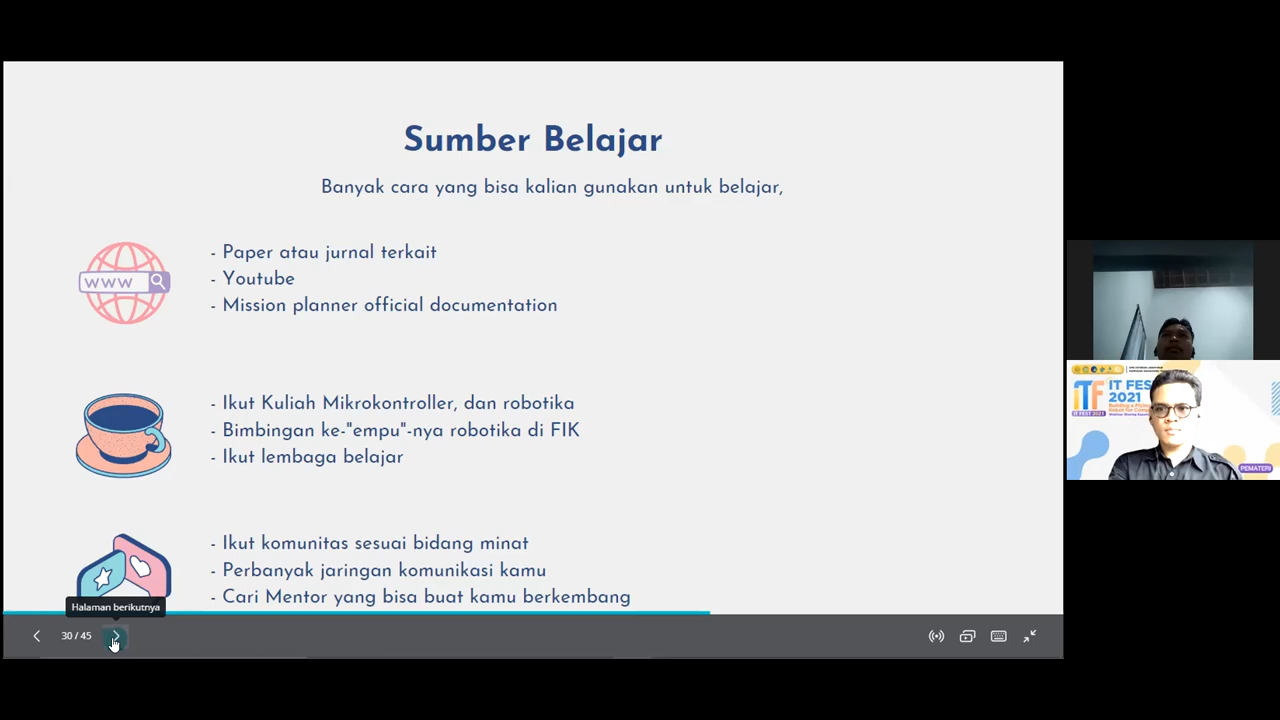 Sumber Belajar
Banyak cara yang bisa kalian gunakan untuk belajar,
www
- Paper atau jurnal terkait
- Youtube
- Mission planner official documentation
- Ikut Kuliah Mikrokontroller, dan robotika
- Bimbingan ke-"empu"-nya robotika di FIK
- Ikut lembaga belajar
- Ikut komunitas sesuai bidang minat
- Perbanyak jaringan komunikasi kamu
- Cari Mentor yang bisa buat kamu berkembang
Halaman berikutnya
30 / 45
IT FEST 2021
IT FES
2021
PEMATERI